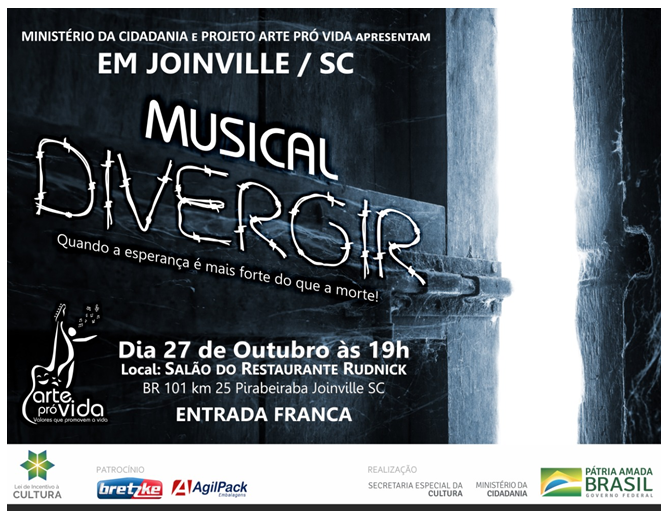 MINISTÉRIO DA CIDADANIA e PROJETO ARTE PRÓ VIDA APRESENTAM
EM JOINVILLE / SC
MUSICAL
DIVERGIR
Quando a esperança é mais forte do que a morte!
Dia 27 de Outubro às 19h
Local: SALÃO DO RESTAURANTE RUDNICK
BR 101 km 25 Pirabeiraba Joinville SC
ENTRADA FRANCA
arte
pró vida
Valores que promovem a vida
Lei de Incentivo à
CULTURA
PATROCÍNIO
bretzke
AgilPack
Embalagens
REALIZAÇÃO
SECRETARIA ESPECIAL DA
CULTURA
MINISTÉRIO DA
CIDADANIA
PÁTRIA AMADA
BRASIL
GOVERNO FEDERAL